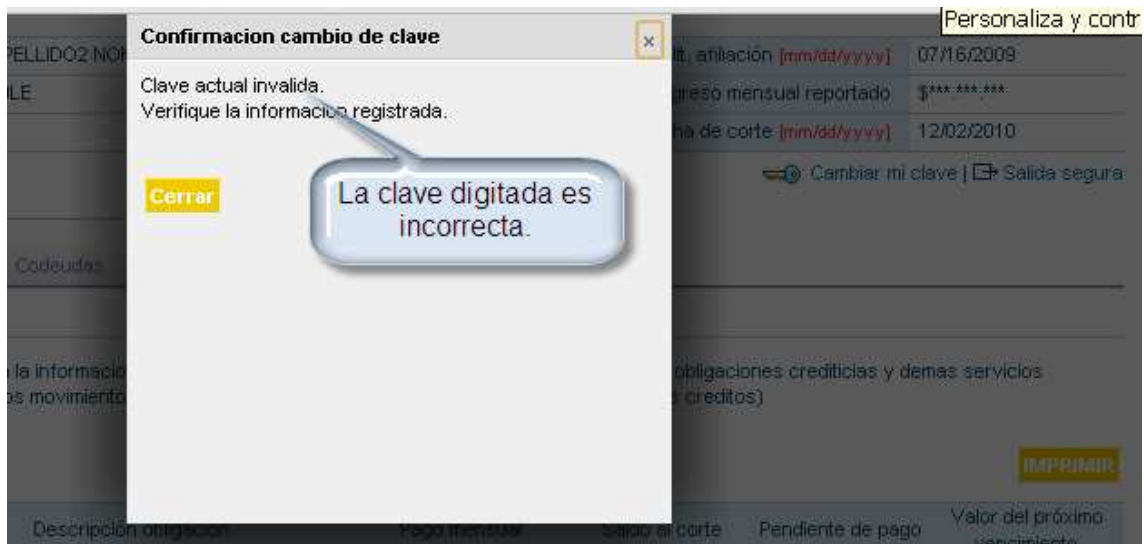 Personaliza y contr
Confirmacion cambio de clave
PELLIDO2 NOM
lt. afiliación [mm/dd/yyyy] 07/16/2009
Clave actual invalida.
greso mensual reportado $***.***.***
Verifique la informacion registrada.
ha de corte [mm/dd/yyyy] 12/02/2010
Cambiar mi clave | Salida segura
Cerrar
La clave digitada es
incorrecta.
Codeudas
la informacio obligaciones crediticias y demas servicios
os movimiento creditos)
IMPRIMIR
Descripción obligación Pago mensual Saldo al corte Pendiente de pago Valor del próximo
vencimiento